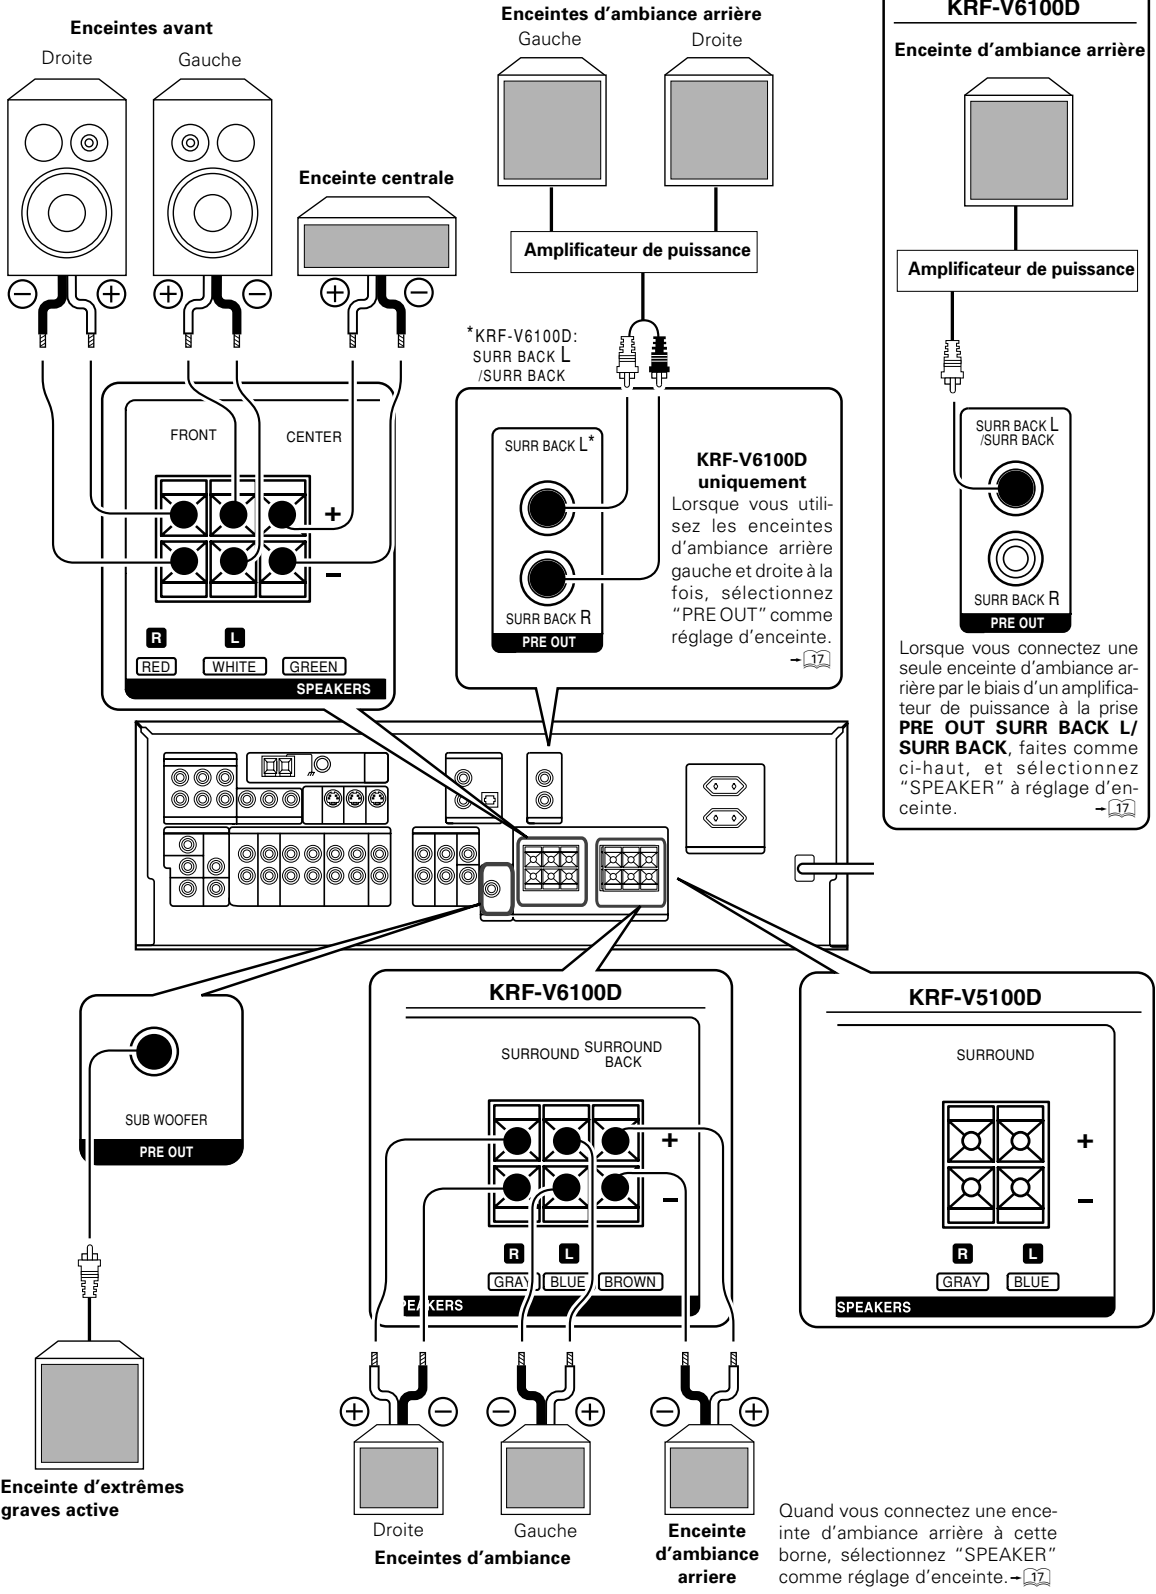 Enceintes avant
Droite
Gauche
Enceinte centrale
Enceintes d’ambiance arrière
Gauche
Droite
Amplificateur de puissance
KRF-V6100D
Enceinte d’ambiance arrière
Amplificateur de puissance
− + + − + −
*KRF-V6100D:
SURR BACK L
/SURR BACK
FRONT
CENTER
+
−
R
L
RED
WHITE
GREEN
SPEAKERS
SURR BACK L*
SURR BACK R
PRE OUT
KRF-V6100D
uniquement
Lorsque vous utili-
sez les enceintes
d’ambiance arrière
gauche et droite à la
fois, sélectionnez
“PRE OUT” comme
réglage d’enceinte.
→ 17
SURR BACK L
/SURR BACK
SURR BACK R
PRE OUT
Lorsque vous connectez une
seule enceinte d’ambiance ar-
rière par le biais d’un amplifica-
teur de puissance à la prise
PRE OUT SURR BACK L/
SURR BACK, faites comme
ci-haut, et sélectionnez
“SPEAKER” à réglage d’en-
ceinte. → 17
SUB WOOFER
PRE OUT
Enceinte d’extrêmes
graves active
KRF-V6100D
SURROUND
SURROUND
BACK
+
−
R
L
GRAY
BLUE
BROWN
PEAKERS
+ − − + − +
Droite
Gauche
Enceintes d’ambiance
Enceinte
d’ambiance
arriere
KRF-V5100D
SURROUND
+
−
R
L
GRAY
BLUE
SPEAKERS
Quand vous connectez une ence-
inte d’ambiance arrière à cette
borne, sélectionnez “SPEAKER”
comme réglage d’enceinte.→ 17